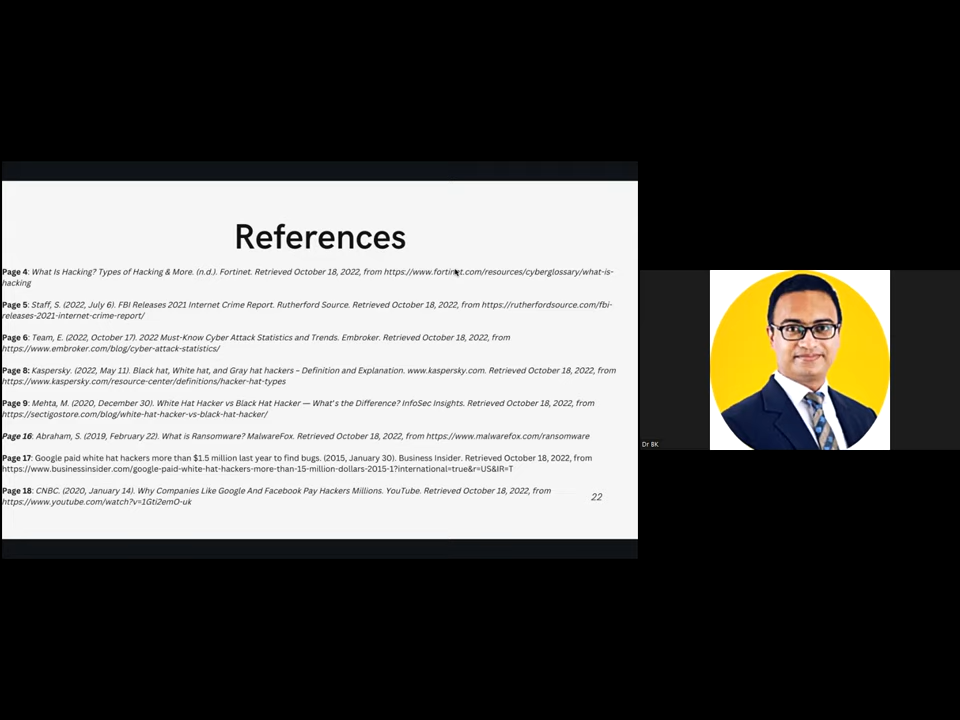 References
Page 4: What Is Hacking? Types of Hacking & More. (n.d.). Fortinet. Retrieved October 18, 2022, from https://www.fortinet.com/resources/cyberglossary/what-is-
hacking
Page 5: Staff, S. (2022, July 6). FBI Releases 2021 Internet Crime Report. Rutherford Source. Retrieved October 18, 2022, from https://rutherfordsource.com/fbi-
releases-2021-internet-crime-report/
Page 6: Team, E. (2022, October 17). 2022 Must-Know Cyber Attack Statistics and Trends. Embroker. Retrieved October 18, 2022, from
https://www.embroker.com/blog/cyber-attack-statistics/
Page 8: Kaspersky. (2022, May 11). Black hat, White hat, and Gray hat hackers – Definition and Explanation. www.kaspersky.com. Retrieved October 18, 2022, from
https://www.kaspersky.com/resource-center/definitions/hacker-hat-types
Page 9: Mehta, M. (2020, December 30). White Hat Hacker vs Black Hat Hacker — What's the Difference? InfoSec Insights. Retrieved October 18, 2022, from
https://sectigostore.com/blog/white-hat-hacker-vs-black-hat-hacker/
Page 16: Abraham, S. (2019, February 22). What is Ransomware? MalwareFox. Retrieved October 18, 2022, from https://www.malwarefox.com/ransomware
Page 17: Google paid white hat hackers more than $1.5 million last year to find bugs. (2015, January 30). Business Insider. Retrieved October 18, 2022, from
https://www.businessinsider.com/google-paid-white-hat-hackers-more-than-15-million-dollars-2015-1?international=true&r=US&IR=T
Page 18: CNBC. (2020, January 14). Why Companies Like Google And Facebook Pay Hackers Millions. YouTube. Retrieved October 18, 2022, from
https://www.youtube.com/watch?v=1Gti2emO-uk
22
Dr BK